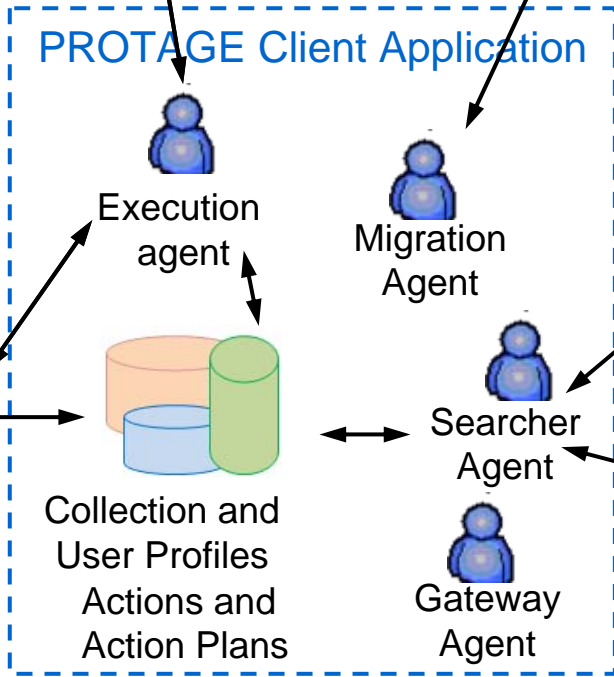 PROTAGE Client Application
Execution
agent
Migration
Agent
Searcher
Agent
Collection and
User Profiles
Actions and
Action Plans
Gateway
Agent